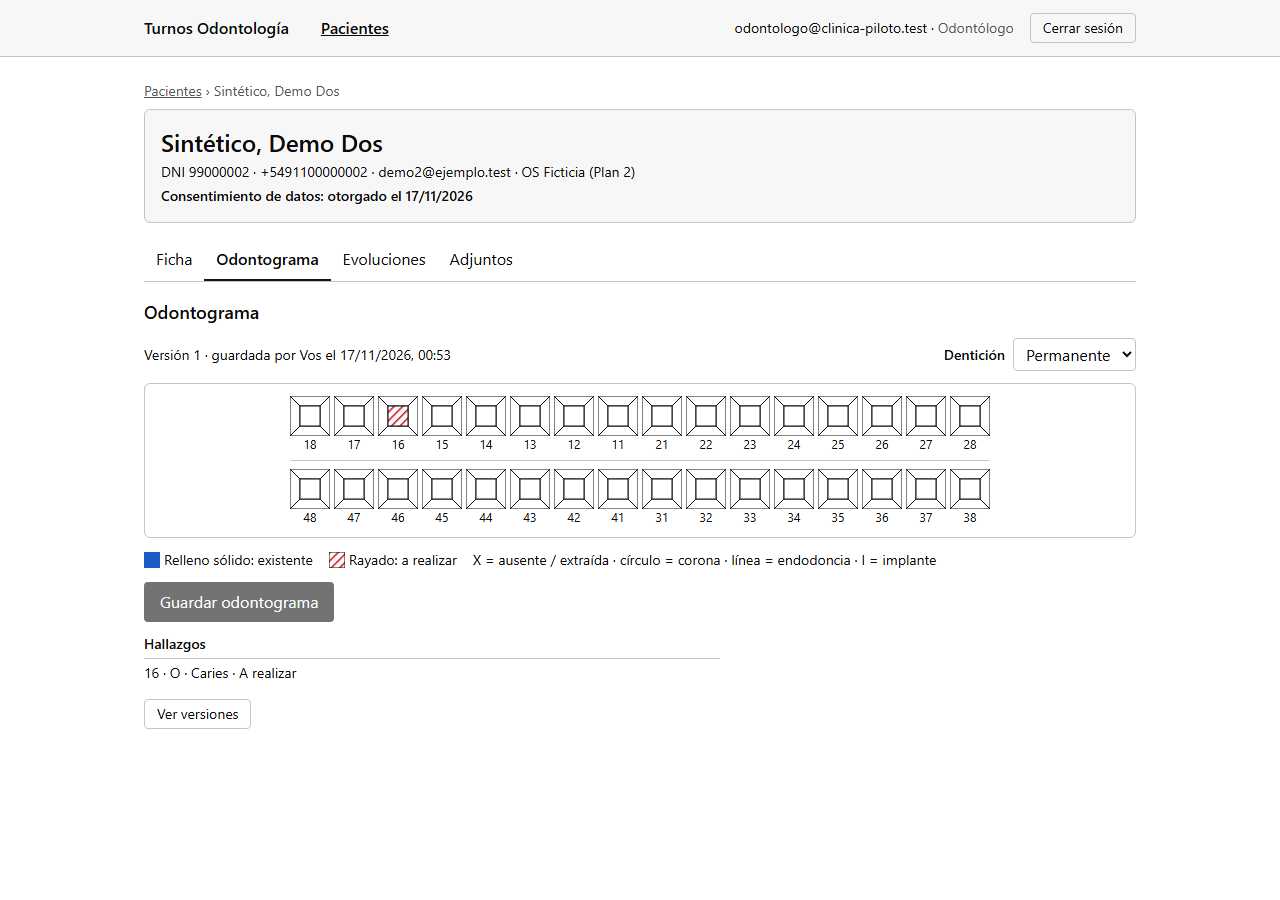 Turnos Odontología Pacientes odontologo@clinica-piloto.test · Odontólogo Cerrar sesión
Pacientes › Sintético, Demo Dos
Sintético, Demo Dos
DNI 99000002 · +5491100000002 · demo2@ejemplo.test · OS Ficticia (Plan 2)
Consentimiento de datos: otorgado el 17/11/2026
Ficha Odontograma Evoluciones Adjuntos
Odontograma
Versión 1 · guardada por Vos el 17/11/2026, 00:53 Dentición Permanente
18 17 16 15 14 13 12 11 21 22 23 24 25 26 27 28
48 47 46 45 44 43 42 41 31 32 33 34 35 36 37 38
Relleno sólido: existente Rayado: a realizar X = ausente / extraída · círculo = corona · línea = endodoncia · I = implante
Guardar odontograma
Hallazgos
16 · O · Caries · A realizar
Ver versiones